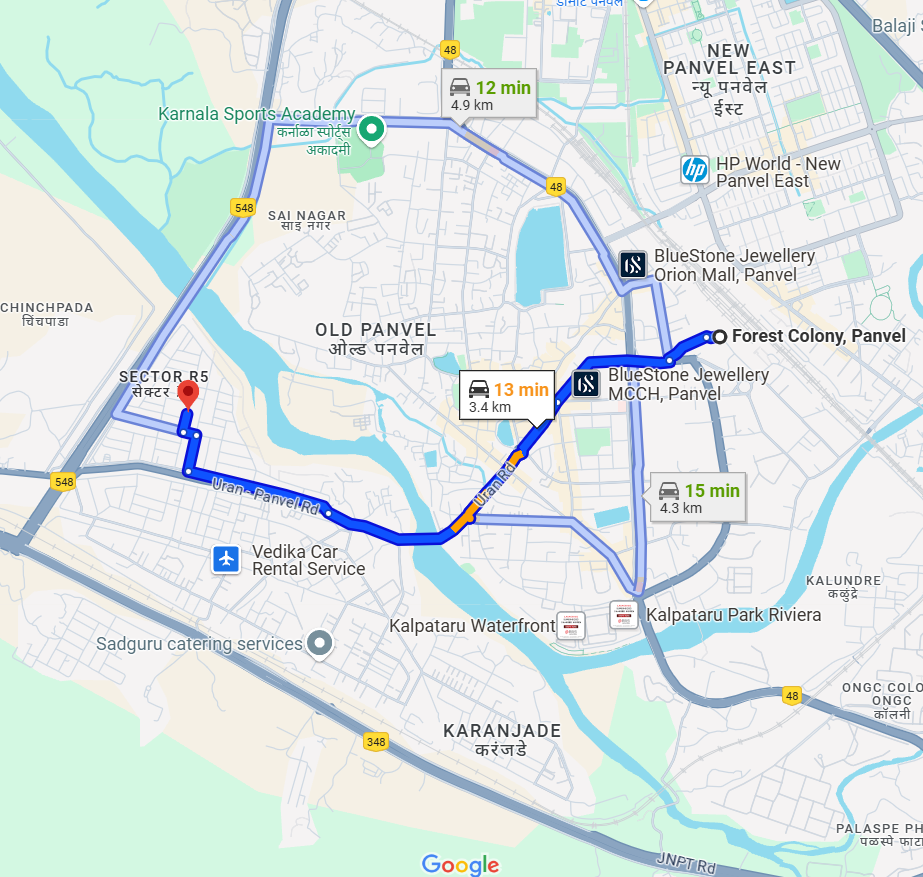 डोमिट पनवेल
Balaji S
48
NEW
PANVEL EAST
न्यू पनवेल
ईस्ट
12 min
4.9 km
Karnala Sports Academy
कर्नाळा स्पोर्ट्स
अकादमी
HP World - New
Panvel East
hp
48
548
SAI NAGAR
साइ नगर
BlueStone Jewellery
Orion Mall, Panvel
CHINCHPADA
चिंचपाडा
OLD PANVEL
ओल्ड पनवेल
Forest Colony, Panvel
SECTOR R5
सेक्टर
BlueStone Jewellery
MCCH, Panvel
13 min
3.4 km
548
Uran - Panvel Rd
Uran Rd
15 min
4.3 km
Vedika Car
Rental Service
KALUNDRE
कळुंद्रे
Kalpataru Waterfront
Kalpataru Park Riviera
Sadguru catering services
48
ONGC COLO
ONGC
कॉलनी
KARANJADE
करंजडे
348
PALASPE PH
पळस्पे फाटा
JNPT Rd
Google